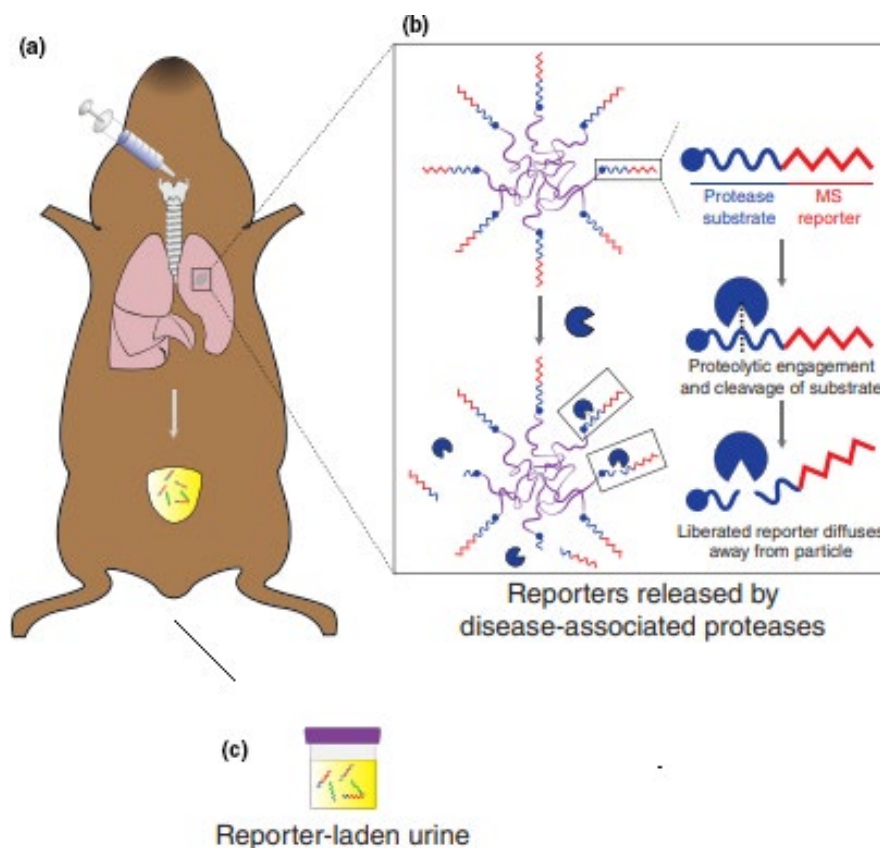 (a)
(b)
Protease
substrate
MS
reporter
Proteolytic engagement
and cleavage of substrate
Liberated reporter diffuses
away from particle
Reporters released by
disease-associated proteases
(c)
Reporter-laden urine